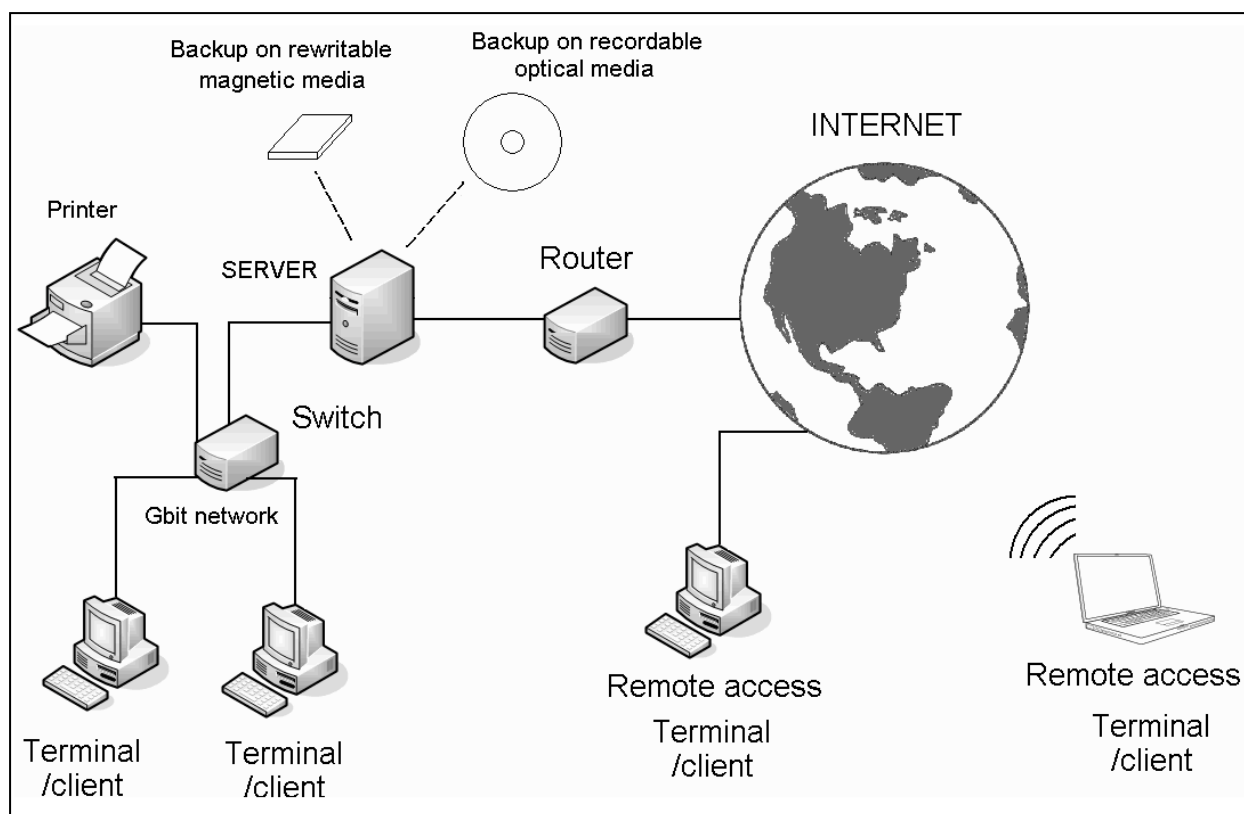 Backup on rewritable
magnetic media
Backup on recordable
optical media
INTERNET
Printer
SERVER
Router
Switch
Gbit network
Terminal
/client
Terminal
/client
Remote access
Terminal
/client
Remote access
Terminal
/client